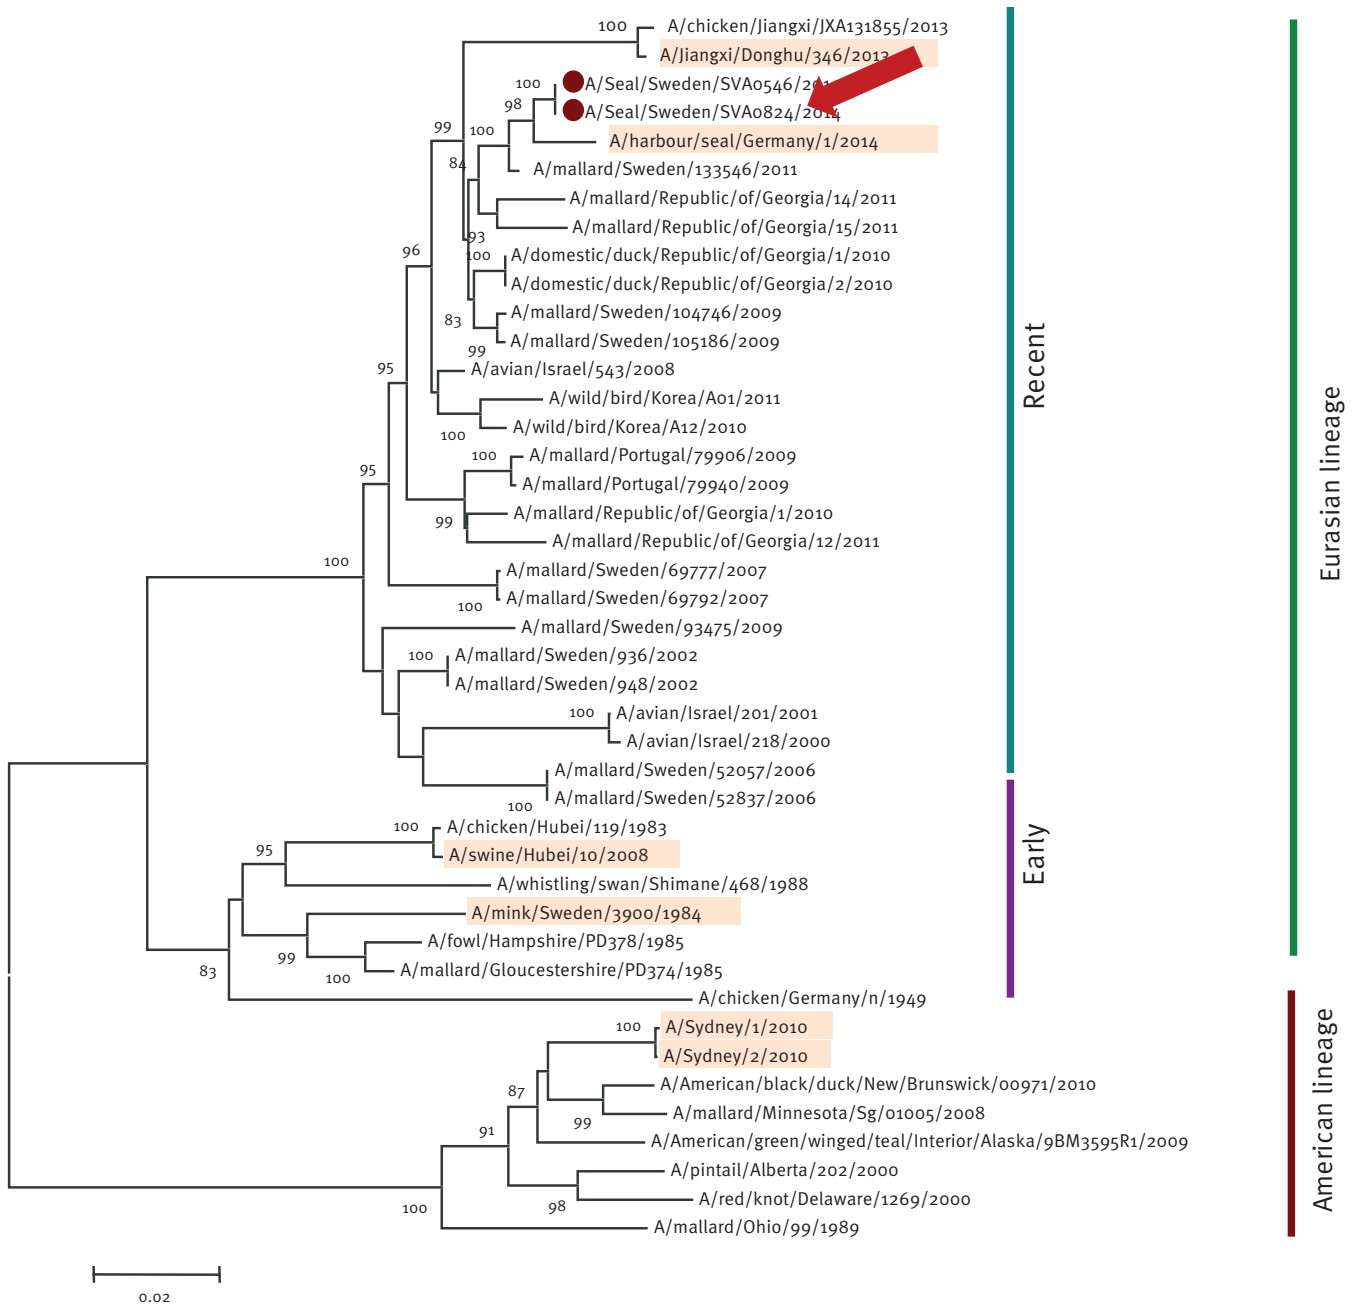 100
A/chicken/Jiangxi/JXA131855/2013
A/Jiangxi/Donghu/346/2013
100
A/Seal/Sweden/SVA0546/2014
98
A/Seal/Sweden/SVA0824/2014
99
100
A/harbour/seal/Germany/1/2014
84
A/mallard/Sweden/133546/2011
A/mallard/Republic/of/Georgia/14/2011
A/mallard/Republic/of/Georgia/15/2011
93
96
100
A/domestic/duck/Republic/of/Georgia/1/2010
A/domestic/duck/Republic/of/Georgia/2/2010
A/mallard/Sweden/104746/2009
83
A/mallard/Sweden/105186/2009
99
95
A/avian/Israel/543/2008
A/wild/bird/Korea/A01/2011
A/wild/bird/Korea/A12/2010
100
100
A/mallard/Portugal/79906/2009
95
A/mallard/Portugal/79940/2009
A/mallard/Republic/of/Georgia/1/2010
99
A/mallard/Republic/of/Georgia/12/2011
100
A/mallard/Sweden/69777/2007
A/mallard/Sweden/69792/2007
100
A/mallard/Sweden/93475/2009
100
A/mallard/Sweden/936/2002
A/mallard/Sweden/948/2002
100
A/avian/Israel/201/2001
A/avian/Israel/218/2000
A/mallard/Sweden/52057/2006
A/mallard/Sweden/52837/2006
100
100
A/chicken/Hubei/119/1983
95
A/swine/Hubei/10/2008
A/whistling/swan/Shimane/468/1988
A/mink/Sweden/3900/1984
A/fowl/Hampshire/PD378/1985
99
83
100
A/mallard/Gloucestershire/PD374/1985
A/chicken/Germany/n/1949
100
A/Sydney/1/2010
A/Sydney/2/2010
A/American/black/duck/New/Brunswick/00971/2010
87
A/mallard/Minnesota/Sg/01005/2008
99
91
A/American/green/winged/teal/Interior/Alaska/9BM3595R1/2009
A/pintail/Alberta/202/2000
A/red/knot/Delaware/1269/2000
98
100
A/mallard/Ohio/99/1989
0.02
Recent
Early
Eurasian lineage
American lineage